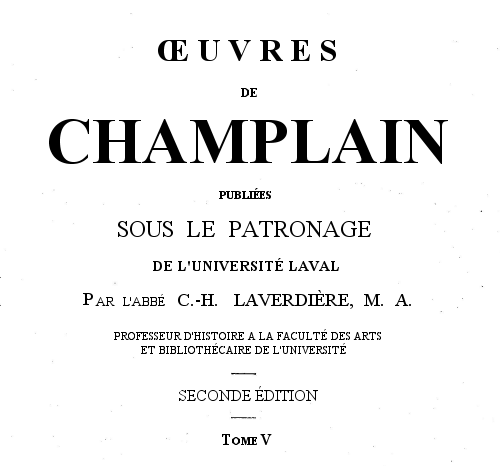 ŒUVRES
DE
CHAMPLAIN
PUBLIÉES
SOUS LE PATRONAGE
DE L'UNIVERSITÉ LAVAL
PAR L'ABBÉ C.-H. LAVERDIÈRE, M. A.
PROFESSEUR D'HISTOIRE A LA FACULTÉ DES ARTS
ET BIBLIOTHÉCAIRE DE L'UNIVERSITÉ
SECONDE ÉDITION
TOME V